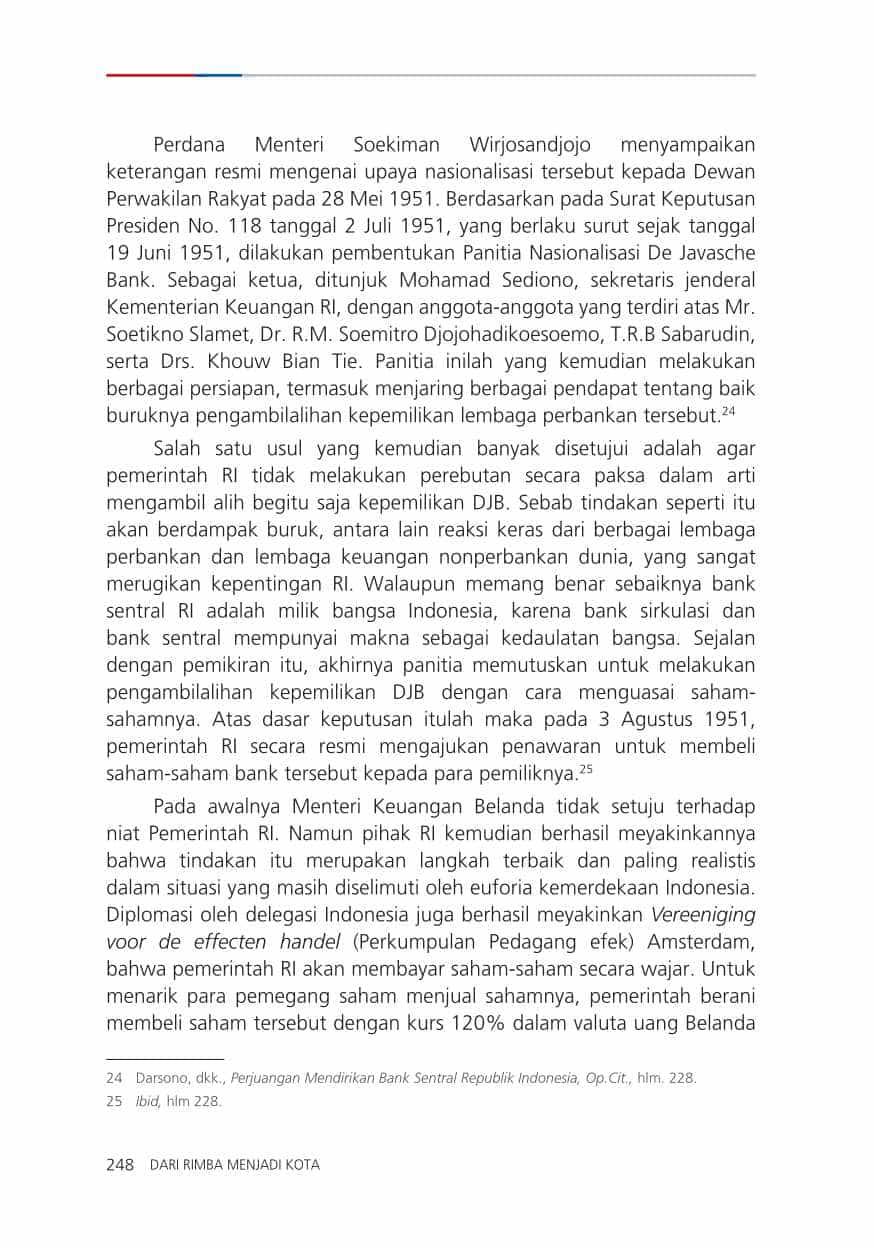 Perdana Menteri Soekiman Wirjosandjojo menyampaikan
keterangan resmi mengenai upaya nasionalisasi tersebut kepada Dewan
Perwakilan Rakyat pada 28 Mei 1951. Berdasarkan pada Surat Keputusan
Presiden No. 118 tanggal 2 Juli 1951, yang berlaku surut sejak tanggal
19 Juni 1951, dilakukan pembentukan Panitia Nasionalisasi De Javasche
Bank. Sebagai ketua, ditunjuk Mohamad Sediono, sekretaris jenderal
Kementerian Keuangan RI, dengan anggota-anggota yang terdiri atas Mr.
Soetikno Slamet, Dr. R.M. Soemitro Djojohadikoesoemo, T.R.B Sabarudin,
serta Drs. Khouw Bian Tie. Panitia inilah yang kemudian melakukan
berbagai persiapan, termasuk menjaring berbagai pendapat tentang baik
buruknya pengambilalihan kepemilikan lembaga perbankan tersebut.24
Salah satu usul yang kemudian banyak disetujui adalah agar
pemerintah RI tidak melakukan perebutan secara paksa dalam arti
mengambil alih begitu saja kepemilikan DJB. Sebab tindakan seperti itu
akan berdampak buruk, antara lain reaksi keras dari berbagai lembaga
perbankan dan lembaga keuangan nonperbankan dunia, yang sangat
merugikan kepentingan RI. Walaupun memang benar sebaiknya bank
sentral RI adalah milik bangsa Indonesia, karena bank sirkulasi dan
bank sentral mempunyai makna sebagai kedaulatan bangsa. Sejalan
dengan pemikiran itu, akhirnya panitia memutuskan untuk melakukan
pengambilalihan kepemilikan DJB dengan cara menguasai saham-
sahamnya. Atas dasar keputusan itulah maka pada 3 Agustus 1951,
pemerintah RI secara resmi mengajukan penawaran untuk membeli
saham-saham bank tersebut kepada para pemiliknya.25
Pada awalnya Menteri Keuangan Belanda tidak setuju terhadap
niat Pemerintah RI. Namun pihak RI kemudian berhasil meyakinkannya
bahwa tindakan itu merupakan langkah terbaik dan paling realistis
dalam situasi yang masih diselimuti oleh euforia kemerdekaan Indonesia.
Diplomasi oleh delegasi Indonesia juga berhasil meyakinkan Vereeniging
voor de effecten handel (Perkumpulan Pedagang efek) Amsterdam,
bahwa pemerintah RI akan membayar saham-saham secara wajar. Untuk
menarik para pemegang saham menjual sahamnya, pemerintah berani
membeli saham tersebut dengan kurs 120% dalam valuta uang Belanda
24 Darsono, dkk., Perjuangan Mendirikan Bank Sentral Republik Indonesia, Op.Cit., hlm. 228.
25 Ibid, hlm 228.
248 DARI RIMBA MENJADI KOTA